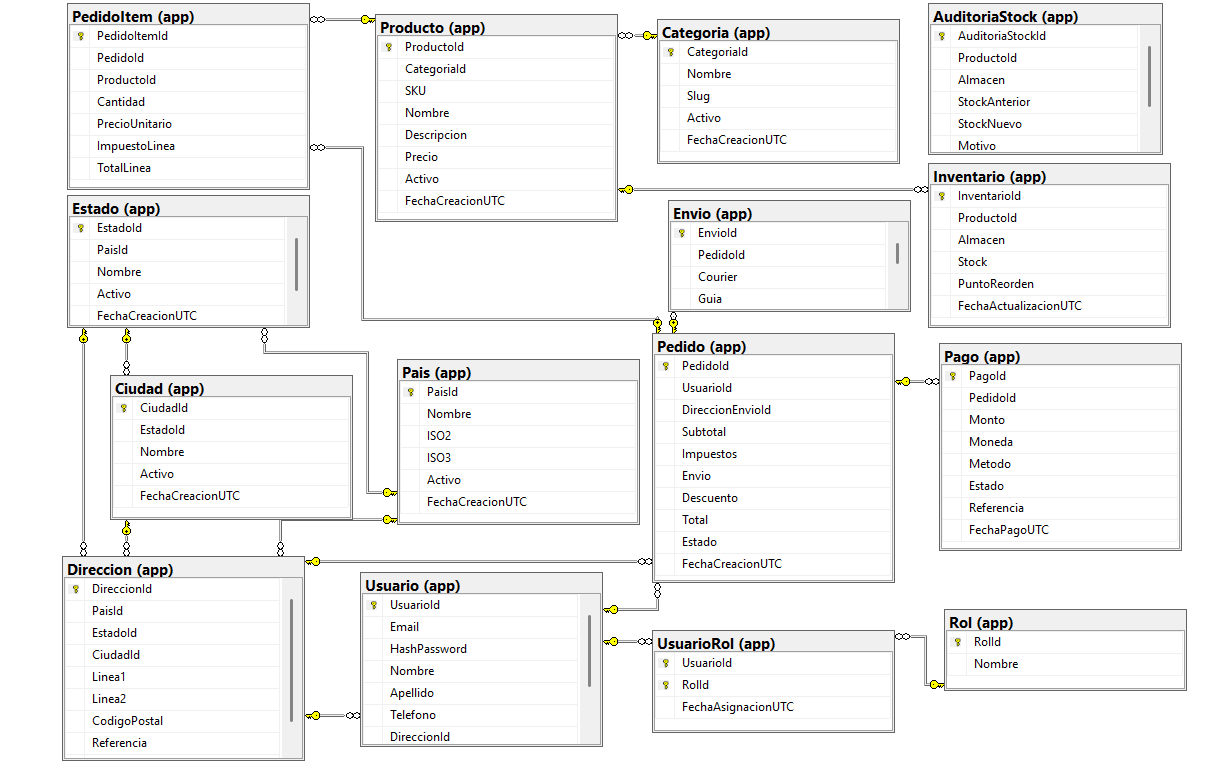 PedidoItem (app)
PedidoItemId
PedidoId
ProductoId
Cantidad
PrecioUnitario
ImpuestoLinea
TotalLinea
Producto (app)
ProductoId
CategoriaId
SKU
Nombre
Descripcion
Precio
Activo
FechaCreacionUTC
Categoria (app)
CategoriaId
Nombre
Slug
Activo
FechaCreacionUTC
AuditoriaStock (app)
AuditoriaStockId
ProductoId
Almacen
StockAnterior
StockNuevo
Motivo
Inventario (app)
InventarioId
ProductoId
Almacen
Stock
PuntoReorden
FechaActualizacionUTC
Estado (app)
EstadoId
PaisId
Nombre
Activo
FechaCreacionUTC
Envio (app)
EnvioId
PedidoId
Courier
Guia
Ciudad (app)
CiudadId
EstadoId
Nombre
Activo
FechaCreacionUTC
Pais (app)
PaisId
Nombre
ISO2
ISO3
Activo
FechaCreacionUTC
Pedido (app)
PedidoId
UsuarioId
DireccionEnvioId
Subtotal
Impuestos
Envio
Descuento
Total
Estado
FechaCreacionUTC
Pago (app)
PagoId
PedidoId
Monto
Moneda
Metodo
Estado
Referencia
FechaPagoUTC
Direccion (app)
DireccionId
PaisId
EstadoId
CiudadId
Linea1
Linea2
CodigoPostal
Referencia
Usuario (app)
UsuarioId
Email
HashPassword
Nombre
Apellido
Telefono
DireccionId
UsuarioRol (app)
UsuarioId
RolId
FechaAsignacionUTC
Rol (app)
RolId
Nombre